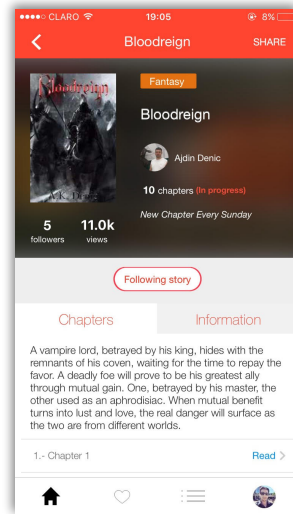 CLARO 19:05 8%
Bloodreign SHARE
Bloodreign
Fantasy
Bloodreign
Ajdin Denic
10 chapters (In progress)
New Chapter Every Sunday
5 11.0k
followers views
Following story
Chapters Information
A vampire lord, betrayed by his king, hides with the
remnants of his coven, waiting for the time to repay the
favor. A deadly foe will prove to be his greatest ally
through mutual gain. One, betrayed by his master, the
other used as an aphrodisiac. When mutual benefit
turns into lust and love, the real danger will surface as
the two are from different worlds.
1.- Chapter 1 Read